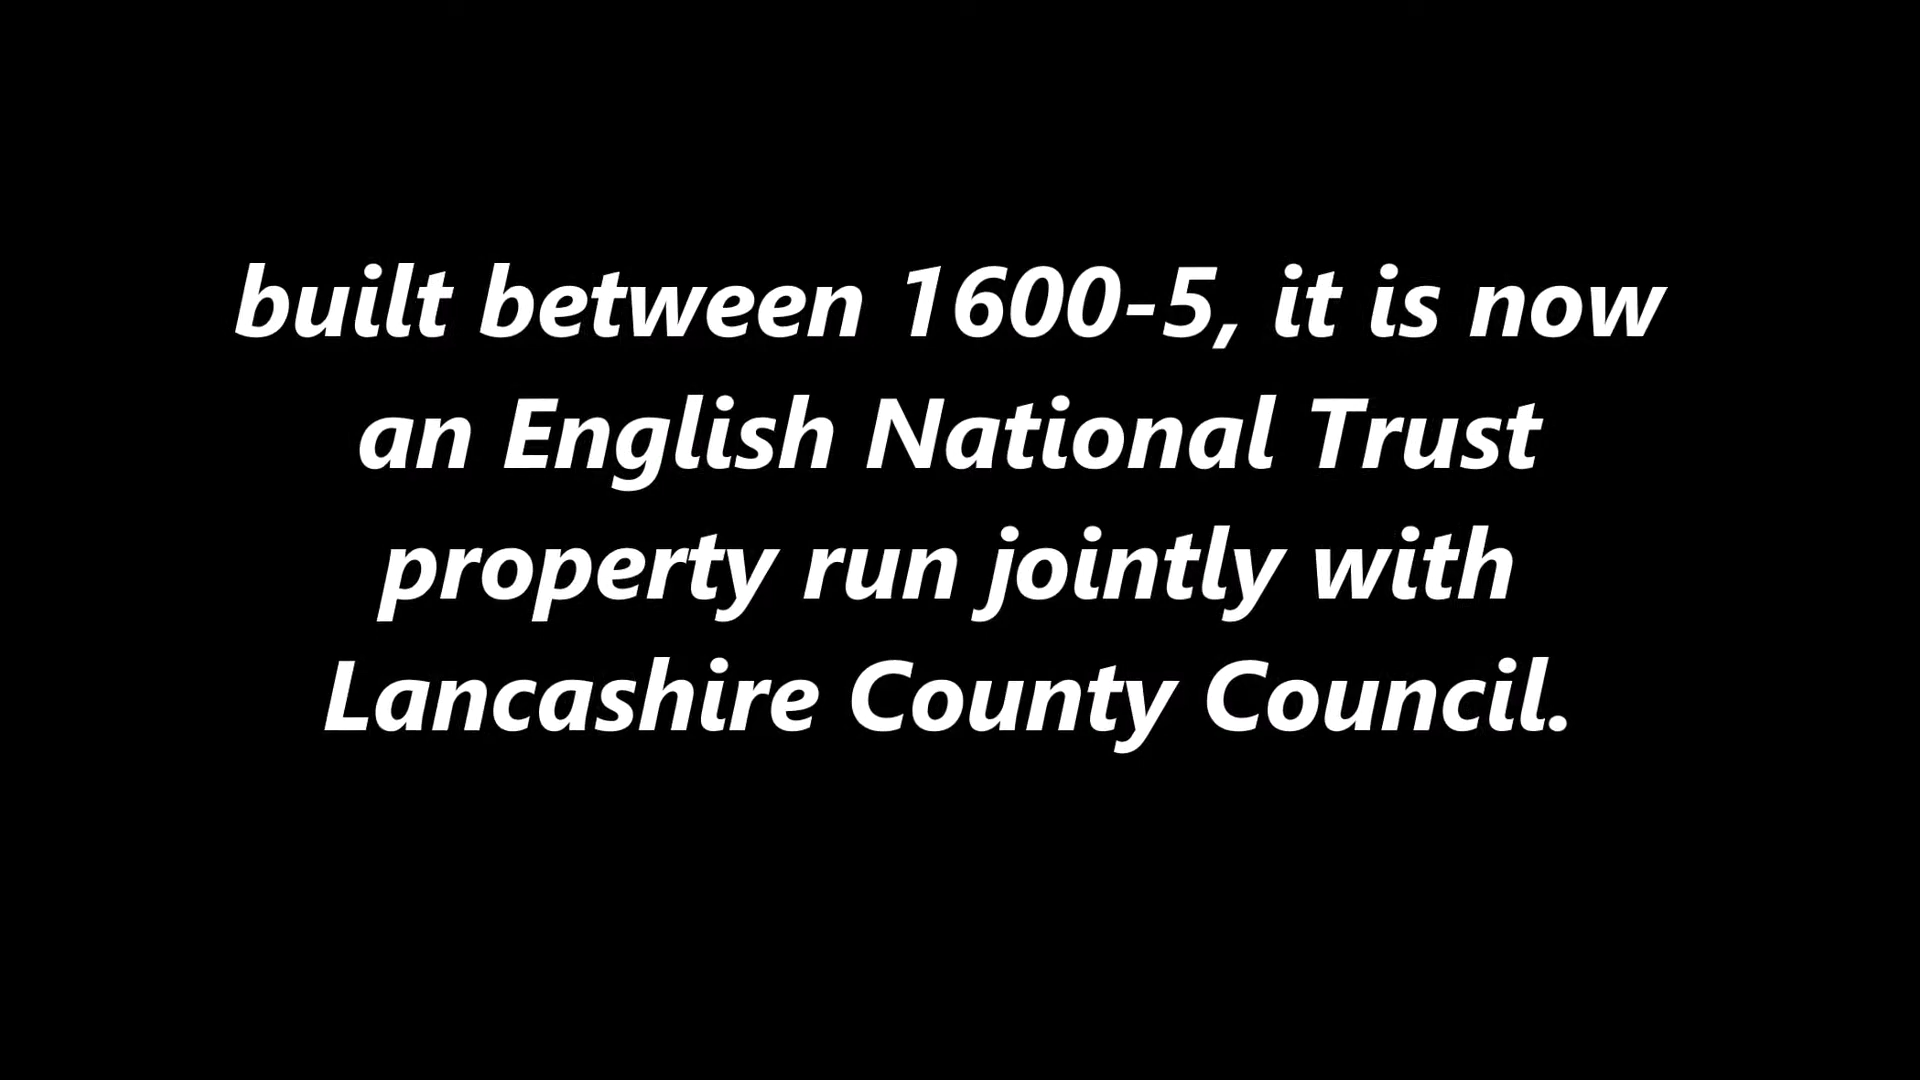 built between 1600-5, it is now
an English National Trust
property run jointly with
Lancashire County Council.